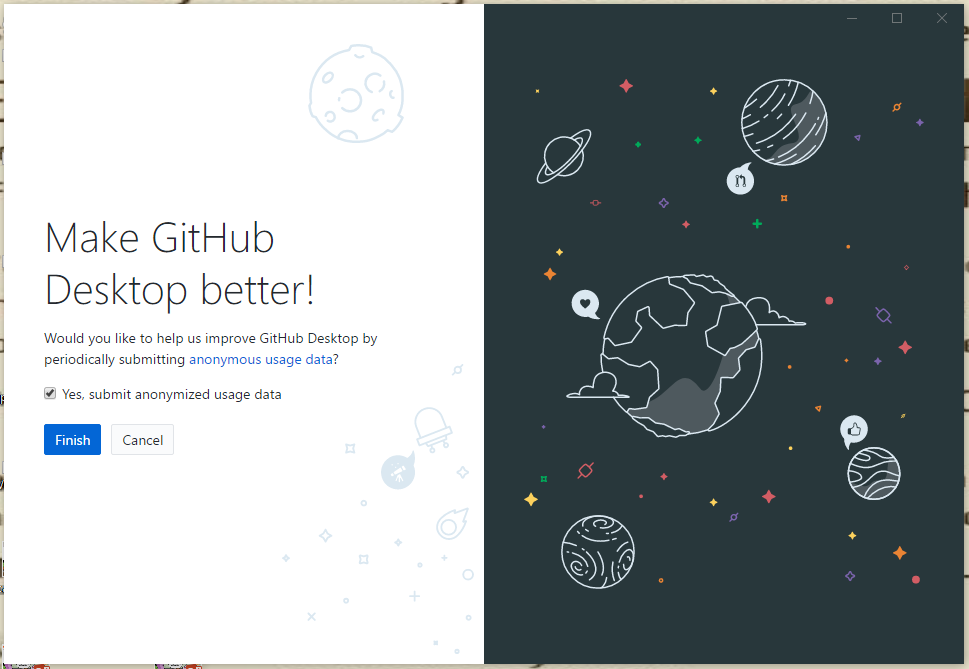 Make GitHub
Desktop better!
Would you like to help us improve GitHub Desktop by
periodically submitting anonymous usage data?
Yes, submit anonymized usage data
Finish
Cancel